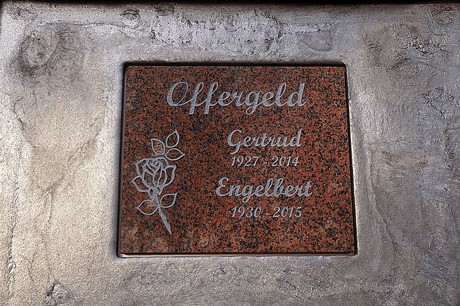 Offergeld
Gertrud
1927 - 2014
Engelbert
1930 - 2015